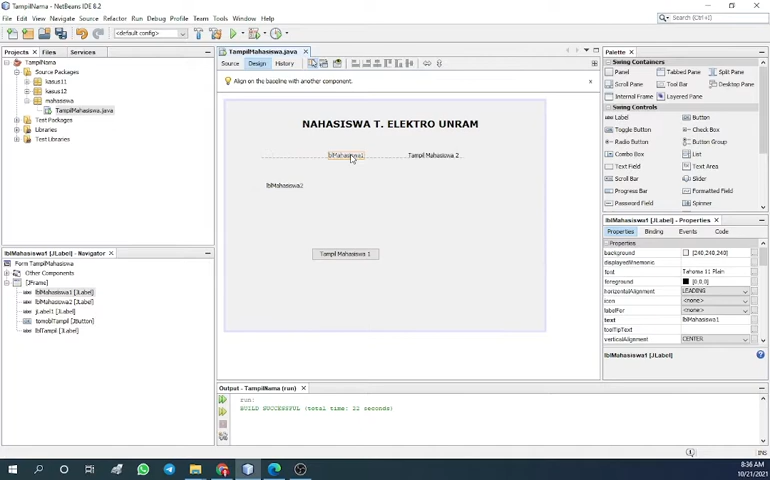 TampilNama - NetBeans IDE 8.2
File Edit View Navigate Source Refactor Run Debug Profile Team Tools Window Help
Search (Ctrl+I)
<default config>
Projects Files Services
TampilNama
Source Packages
kasus11
kasus12
mahasiswa
TampilMahasiswa.java
Test Packages
Libraries
Test Libraries
TampilMahasiswa.java
Source Design History
Align on the baseline with another component.
NAHASISWA T. ELEKTRO UNRAM
lblMahasiswa1 Tampil Mahasiswa 2
lblMahasiswa2
Tampil Mahasiswa 1
Palette
Swing Containers
Panel Tabbed Pane Split Pane
Scroll Pane Tool Bar Desktop Pane
Internal Frame Layered Pane
Swing Controls
Label Button
Toggle Button Check Box
Radio Button Button Group
Combo Box List
Text Field Text Area
Scroll Bar Slider
Progress Bar Formatted Field
Password Field Spinner
lblMahasiswa1 [JLabel] - Properties
Properties Binding Events Code
Properties
background [240,240,240]
displayedMnemonic
font Tahoma 11 Plain
foreground [0,0,0]
horizontalAlignment LEADING
icon <none>
labelFor <none>
text lblMahasiswa1
toolTipText
verticalAlignment CENTER
lblMahasiswa1 [JLabel]
lblMahasiswa1 [JLabel] - Navigator
Form TampilMahasiswa
Other Components
[JFrame]
lblMahasiswa1 [JLabel]
lblMahasiswa2 [JLabel]
jLabel1 [JLabel]
lblTampil [JLabel]
Output - TampilNama (run)
run:
BUILD SUCCESSFUL (total time: 22 seconds)
INS
8:36 AM
10/21/2021